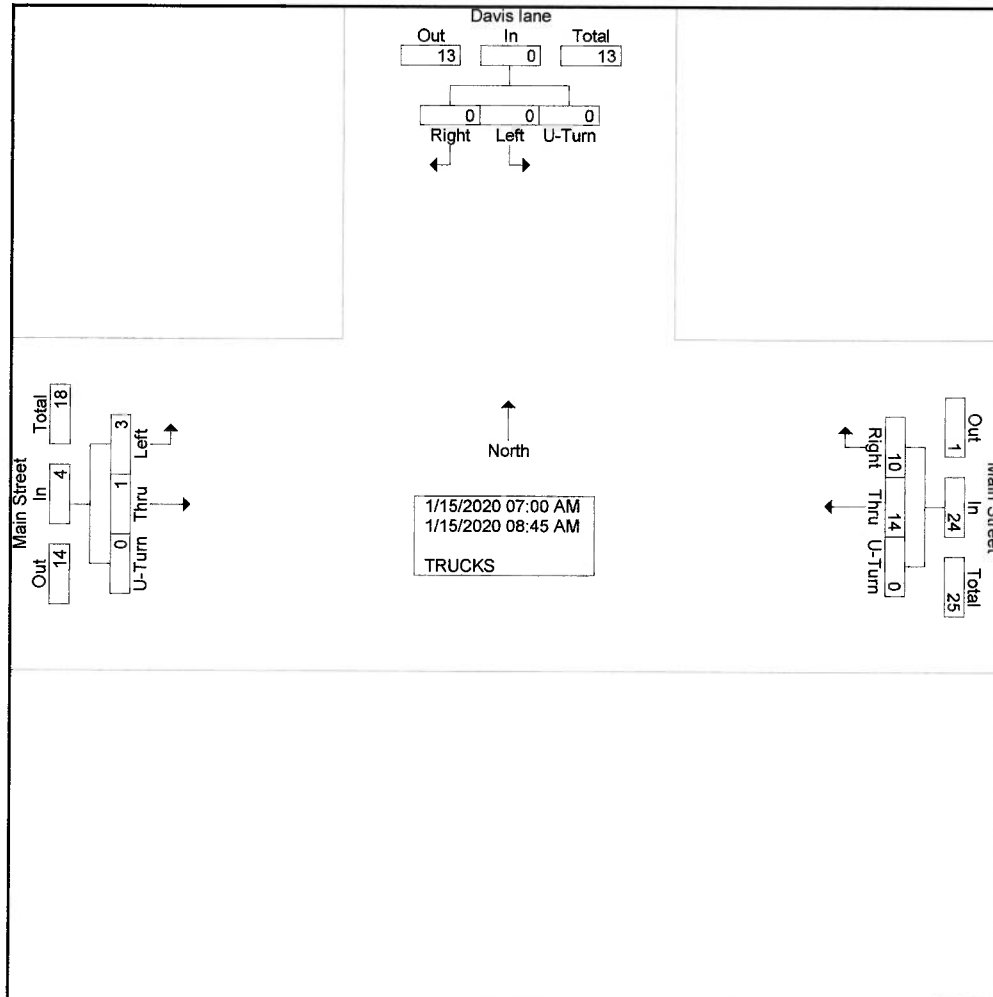 Davis lane
Out In Total
13 0 13
0 0 0
Right Left U-Turn
Main Street
Out In Total
14 4 18
3 1 0
Left Thru U-Turn
North
1/15/2020 07:00 AM
1/15/2020 08:45 AM
TRUCKS
Right Thru U-Turn
10 14 0
Out In Total
1 24 25
Main Street